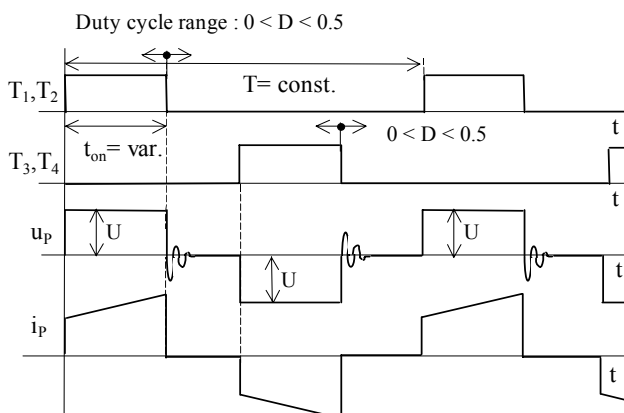 Duty cycle range : 0 < D < 0.5
T= const.
T₁,T₂
t
tₒₙ= var.
0 < D < 0.5
T₃,T₄
t
uₚ
U
U
U
t
iₚ
t